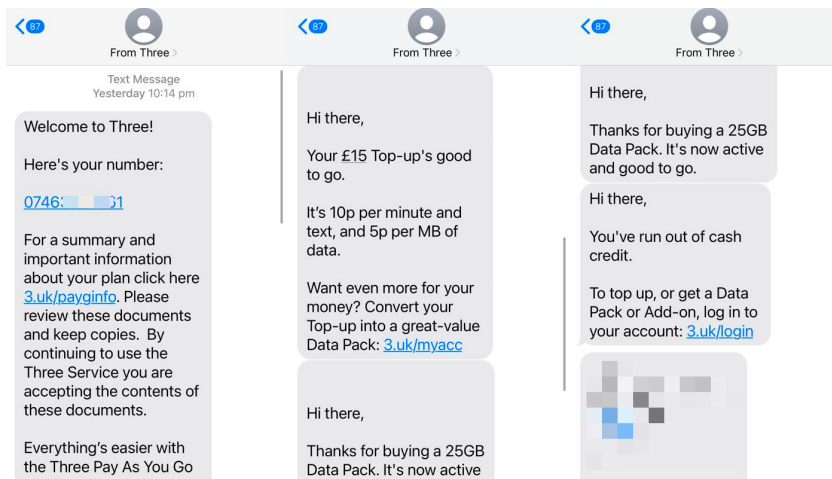 87
From Three
Text Message
Yesterday 10:14 pm
Welcome to Three!
Here's your number:
0746
61
For a summary and
important information
about your plan click here
3.uk/payginfo. Please
review these documents
and keep copies.  By
continuing to use the
Three Service you are
accepting the contents of
these documents.
Everything's easier with
the Three Pay As You Go
87
From Three
Hi there,
Your £15 Top-up's good
to go.
It's 10p per minute and
text, and 5p per MB of
data.
Want even more for your
money? Convert your
Top-up into a great-value
Data Pack: 3.uk/myacc
Hi there,
Thanks for buying a 25GB
Data Pack. It's now active
87
From Three
Hi there,
Thanks for buying a 25GB
Data Pack. It's now active
and good to go.
Hi there,
You've run out of cash
credit.
To top up, or get a Data
Pack or Add-on, log in to
your account: 3.uk/login